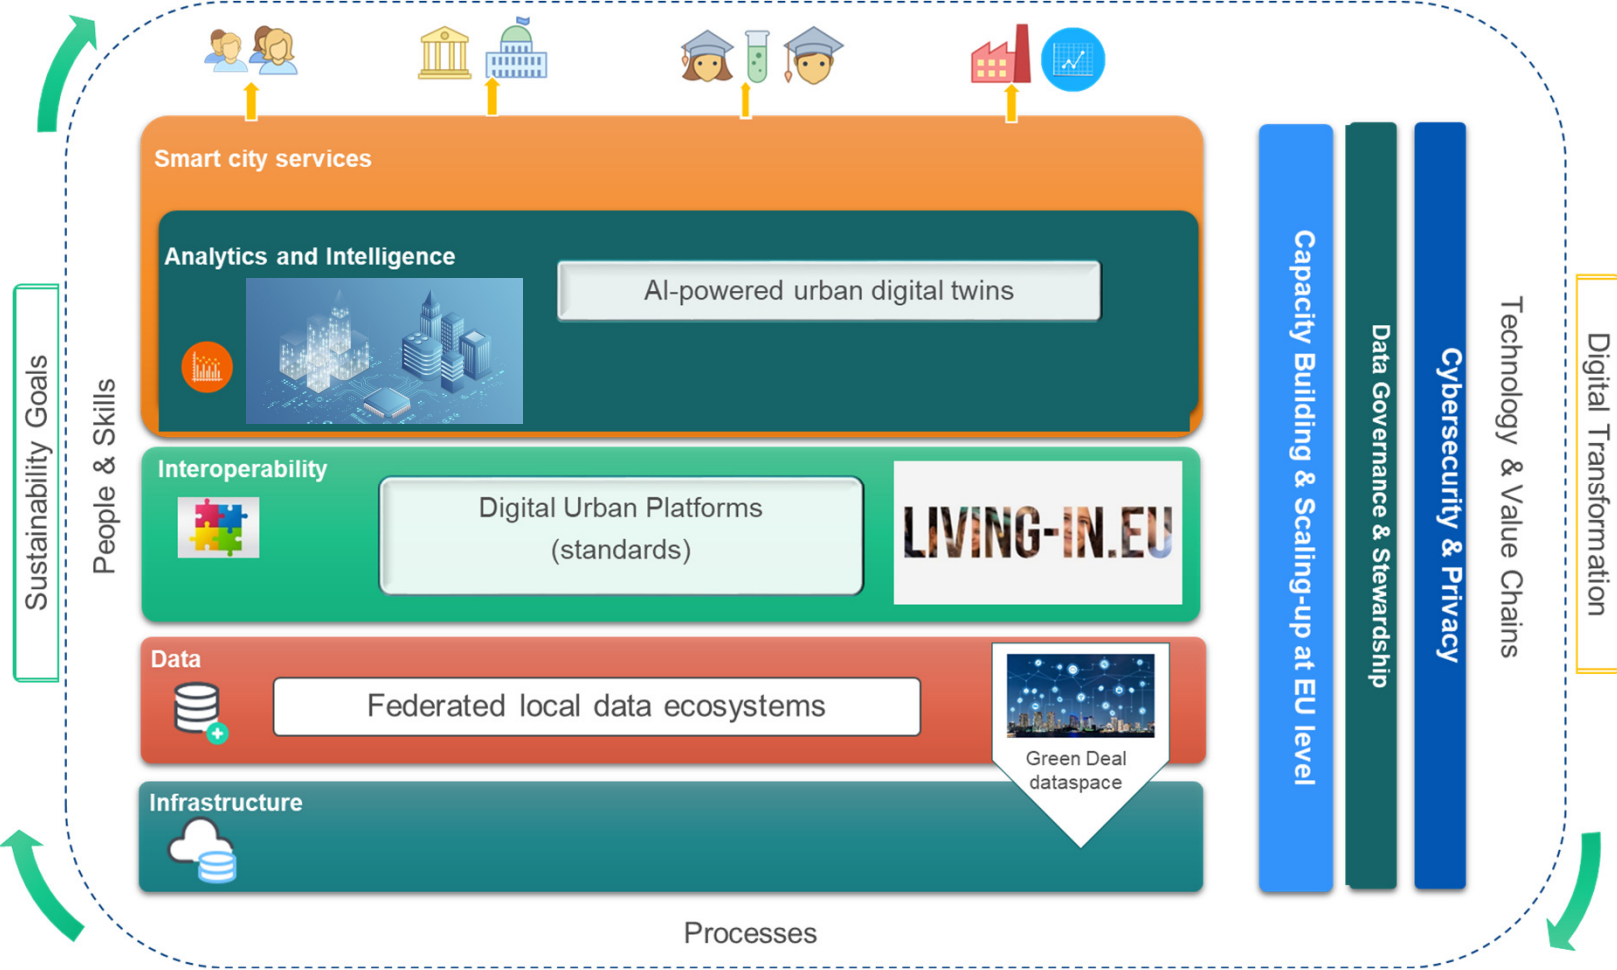 Smart city services
Analytics and Intelligence
AI-powered urban digital twins
Interoperability
Digital Urban Platforms
(standards)
LIVING-IN.EU
Data
Federated local data ecosystems
Green Deal
dataspace
Infrastructure
Processes
Sustainability Goals
People & Skills
Capacity Building & Scaling-up at EU level
Data Governance & Stewardship
Cybersecurity & Privacy
Technology & Value Chains
Digital Transformation